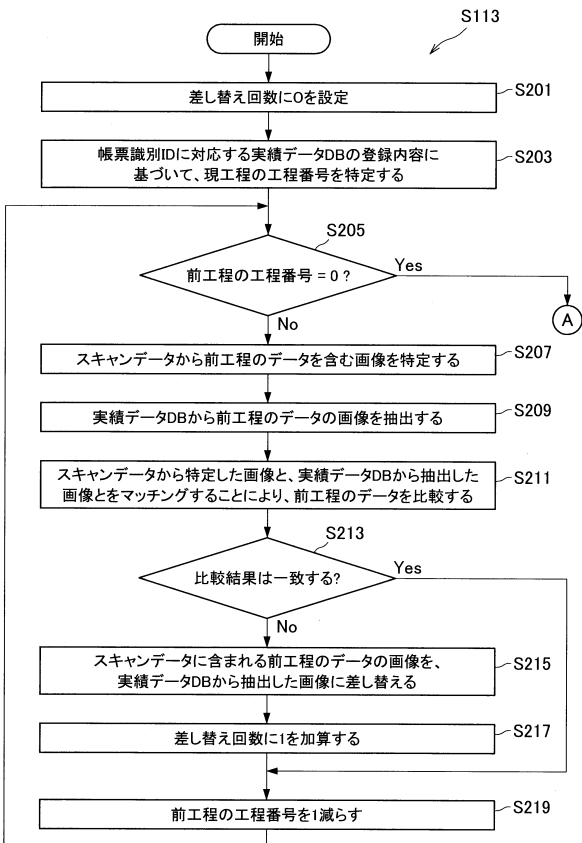 S113
開始
差し替え回数に0を設定
S201
帳票識別IDに対応する実績データDBの登録内容に
基づいて、現工程の工程番号を特定する
S203
S205
前工程の工程番号 = 0 ?
Yes
A
No
スキャンデータから前工程のデータを含む画像を特定する
S207
実績データDBから前工程のデータの画像を抽出する
S209
スキャンデータから特定した画像と、実績データDBから抽出した
画像とをマッチングすることにより、前工程のデータを比較する
S211
S213
比較結果は一致する?
Yes
No
スキャンデータに含まれる前工程のデータの画像を、
実績データDBから抽出した画像に差し替える
S215
差し替え回数に1を加算する
S217
前工程の工程番号を1減らす
S219